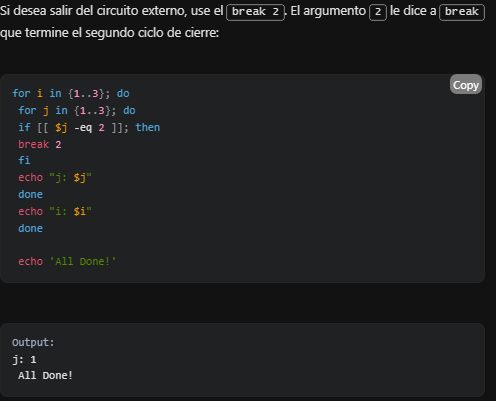 Si desea salir del circuito externo, use el break 2. El argumento 2 le dice a break
que termine el segundo ciclo de cierre:
Copy
for i in {1..3}; do
for j in {1..3}; do
if [[ $j -eq 2 ]]; then
break 2
fi
echo "j: $j"
done
echo "i: $i"
done
echo 'All Done!'
Output:
j: 1
All Done!